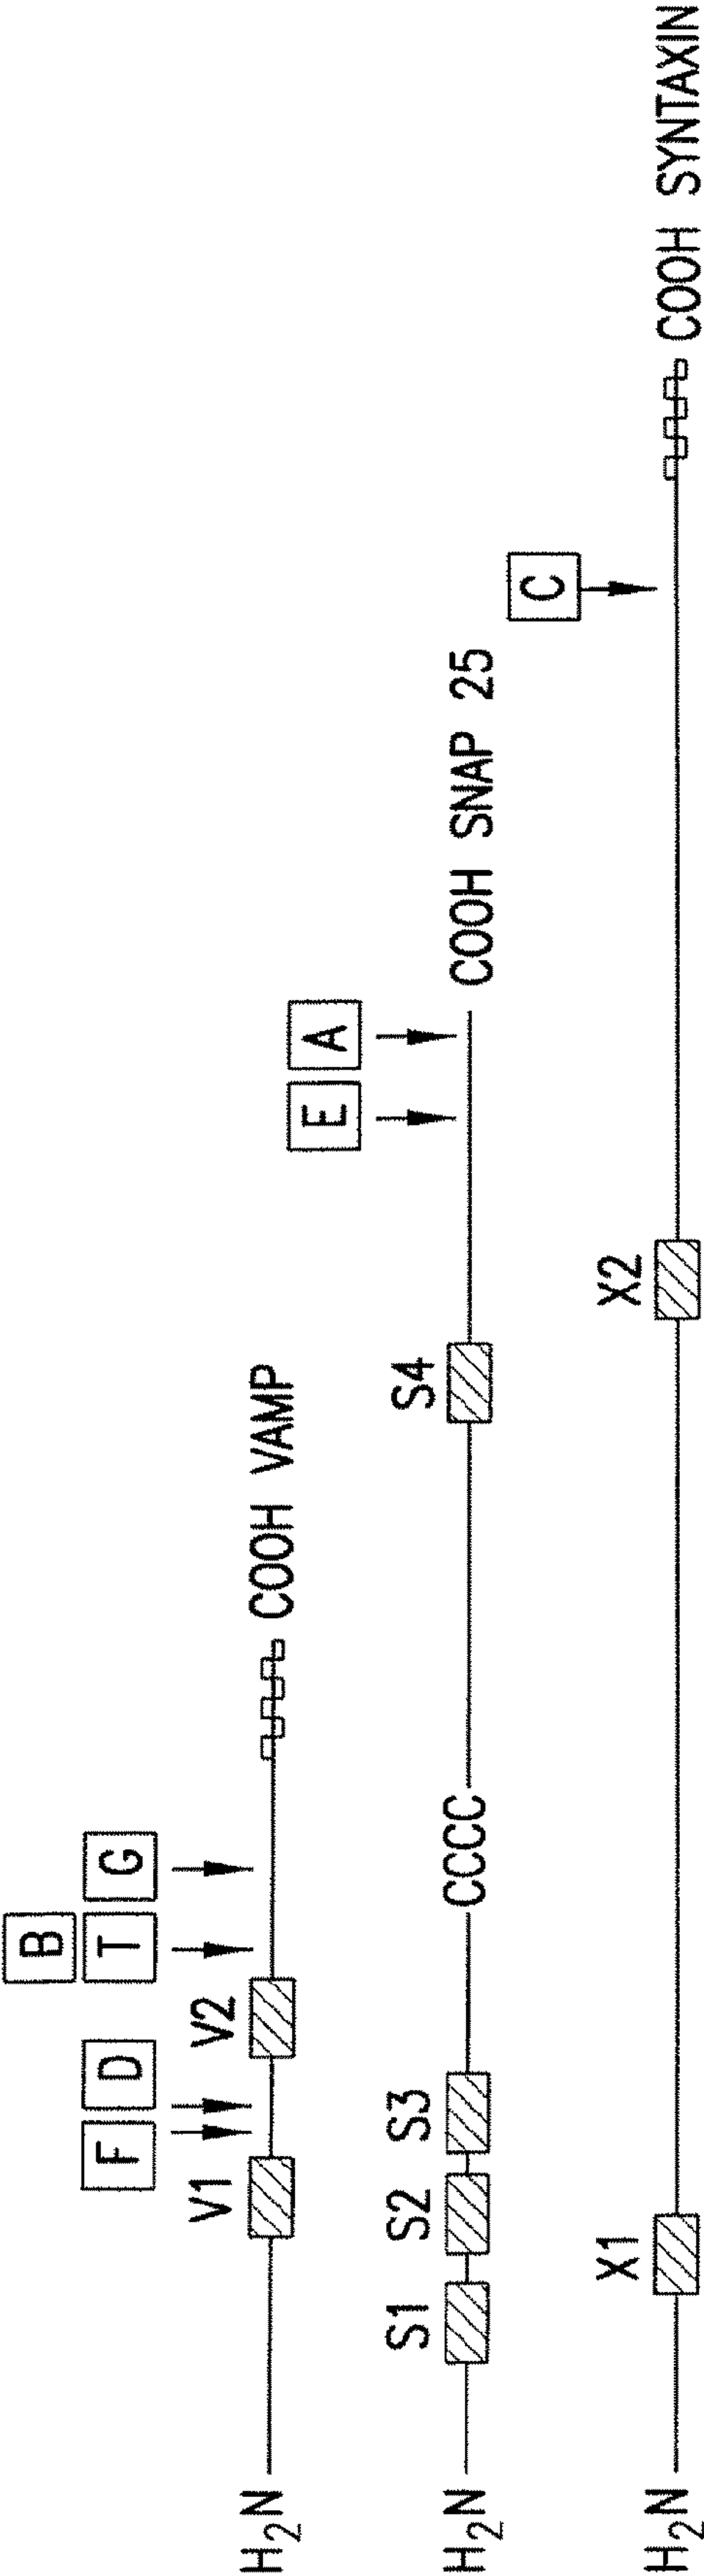 B
F D T G
V1 V2
H2N COOH VAMP
E A
S1 S2 S3 S4
H2N CCCC COOH SNAP 25
C
X1 X2
H2N COOH SYNTAXIN